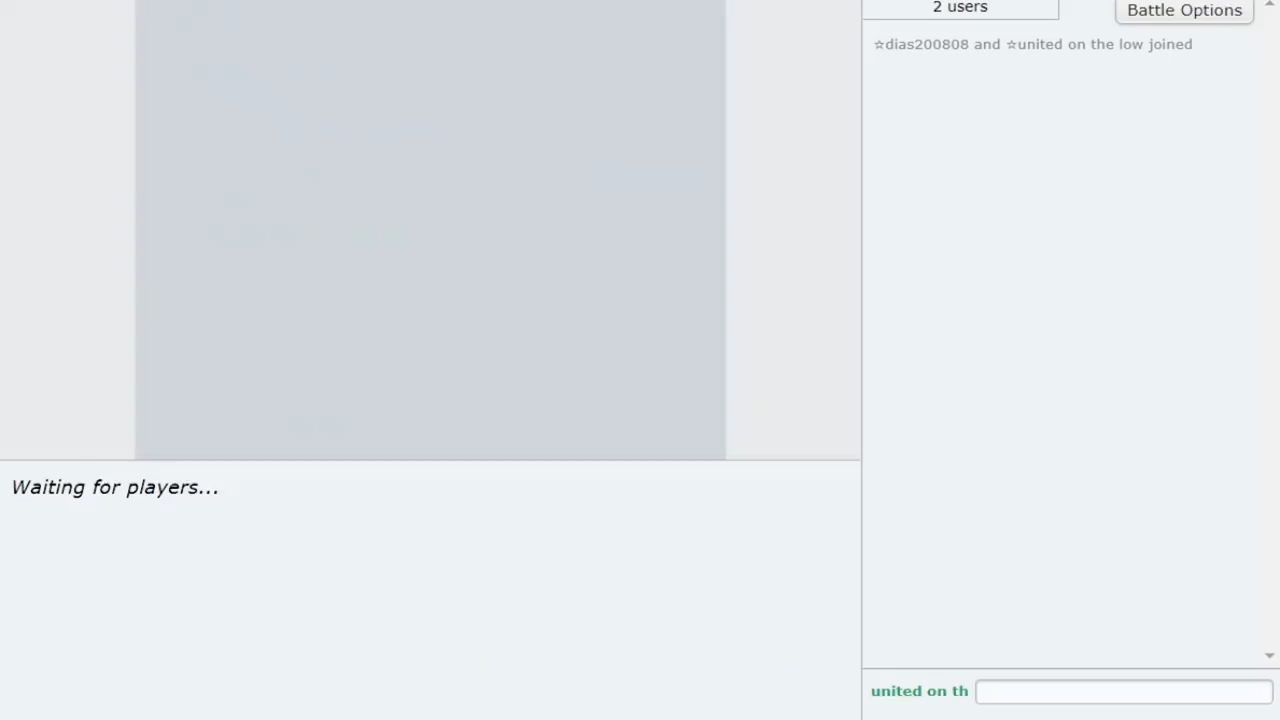 2 users
Battle Options
☆dias200808 and ☆united on the low joined
Waiting for players...
united on th